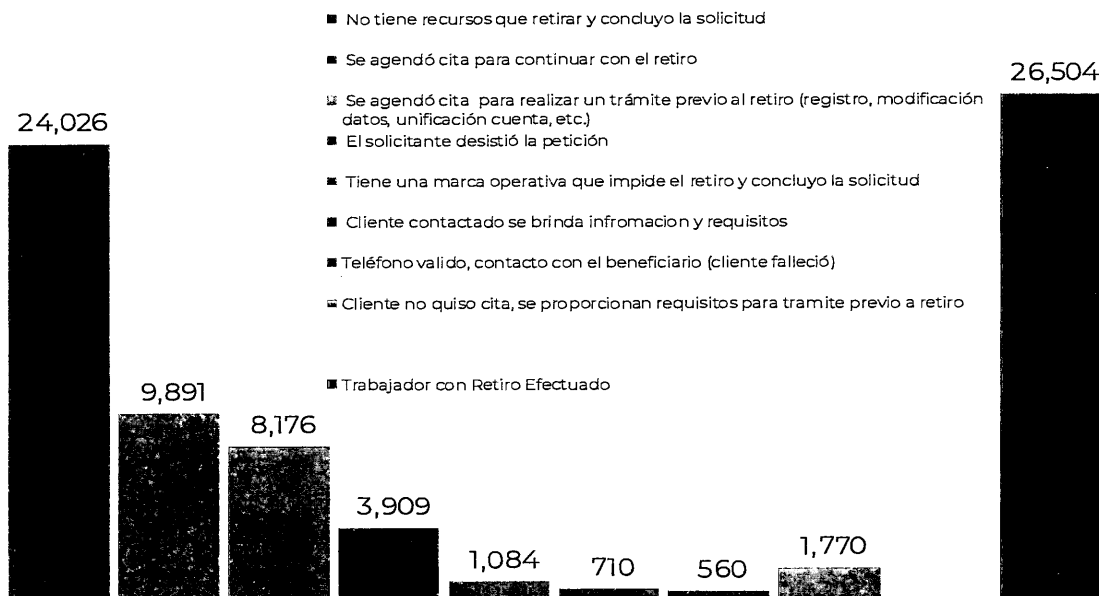 No tiene recursos que retirar y concluyo la solicitud
Se agendó cita para continuar con el retiro
Se agendó cita para realizar un trámite previo al retiro (registro, modificación
datos, unificación cuenta, etc.)
El solicitante desistió la petición
Tiene una marca operativa que impide el retiro y concluyo la solicitud
Cliente contactado se brinda infromacion y requisitos
Teléfono valido, contacto con el beneficiario (cliente falleció)
Cliente no quiso cita, se proporcionan requisitos para tramite previo a retiro
Trabajador con Retiro Efectuado
24,026
9,891
8,176
3,909
1,084
710
560
1,770
26,504